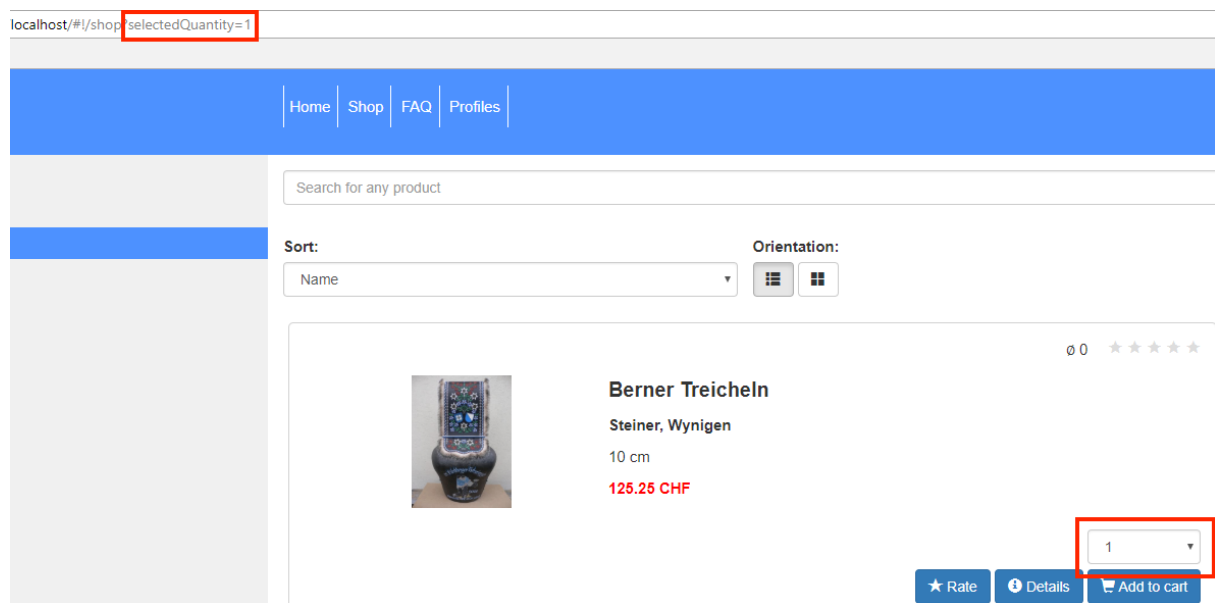 localhost/#!/shop?selectedQuantity=1
Home Shop FAQ Profiles
Search for any product
Sort:
Orientation:
Name
ø 0
Berner Treicheln
Steiner, Wynigen
10 cm
125.25 CHF
1
Rate Details Add to cart